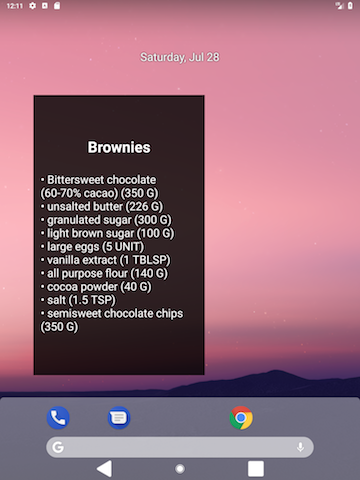 12:11
Saturday, Jul 28
Brownies
• Bittersweet chocolate
(60-70% cacao) (350 G)
• unsalted butter (226 G)
• granulated sugar (300 G)
• light brown sugar (100 G)
• large eggs (5 UNIT)
• vanilla extract (1 TBLSP)
• all purpose flour (140 G)
• cocoa powder (40 G)
• salt (1.5 TSP)
• semisweet chocolate chips
(350 G)
G